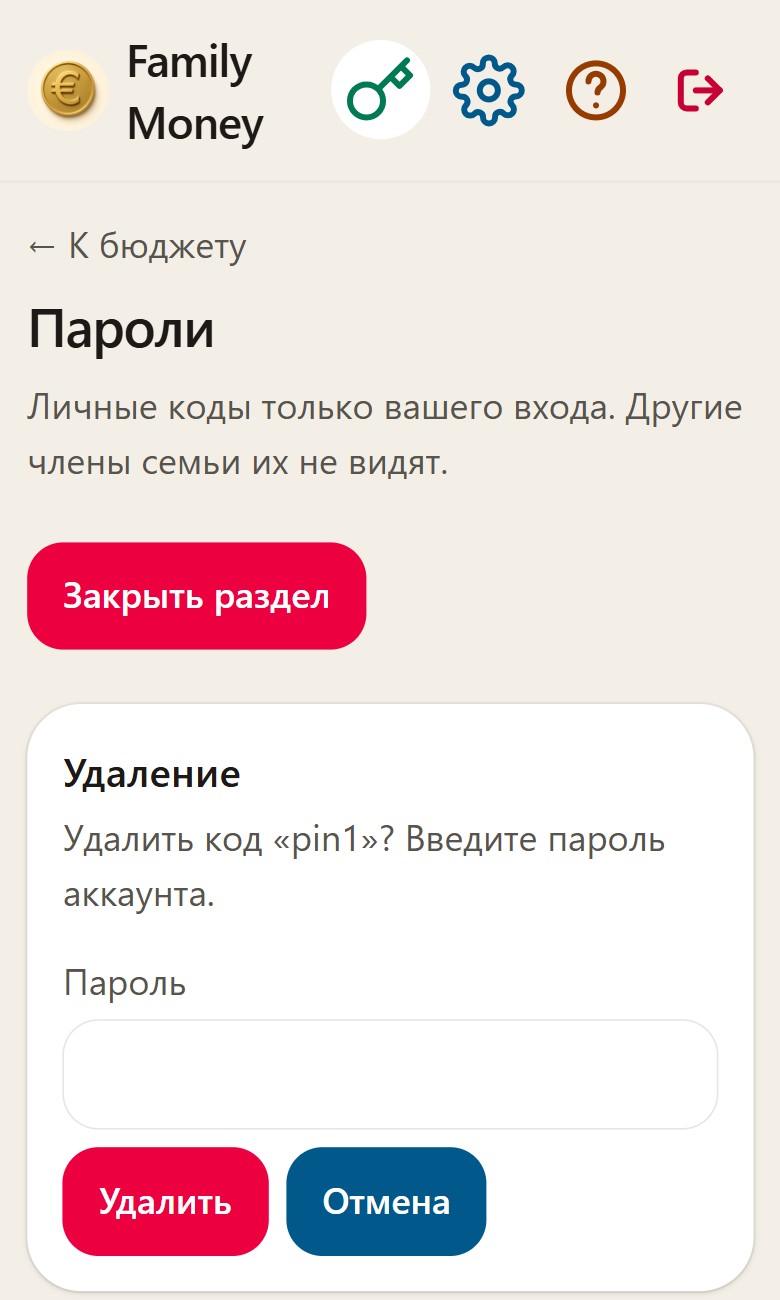 Family
Money
← К бюджету
Пароли
Личные коды только вашего входа. Другие
члены семьи их не видят.
Закрыть раздел
Удаление
Удалить код «pin1»? Введите пароль
аккаунта.
Пароль
Удалить
Отмена